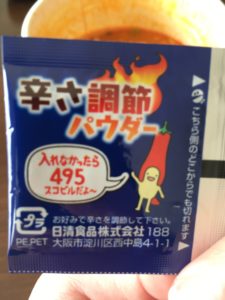 辛さ調節
パウダー
入れなかったら
495
スコビルだよ〜
◀こちら側のどこからでも切れます▶
プラ
PE.PET
お好みで辛さを調節して下さい。
日清食品株式会社 188
大阪市淀川区西中島4-1-1